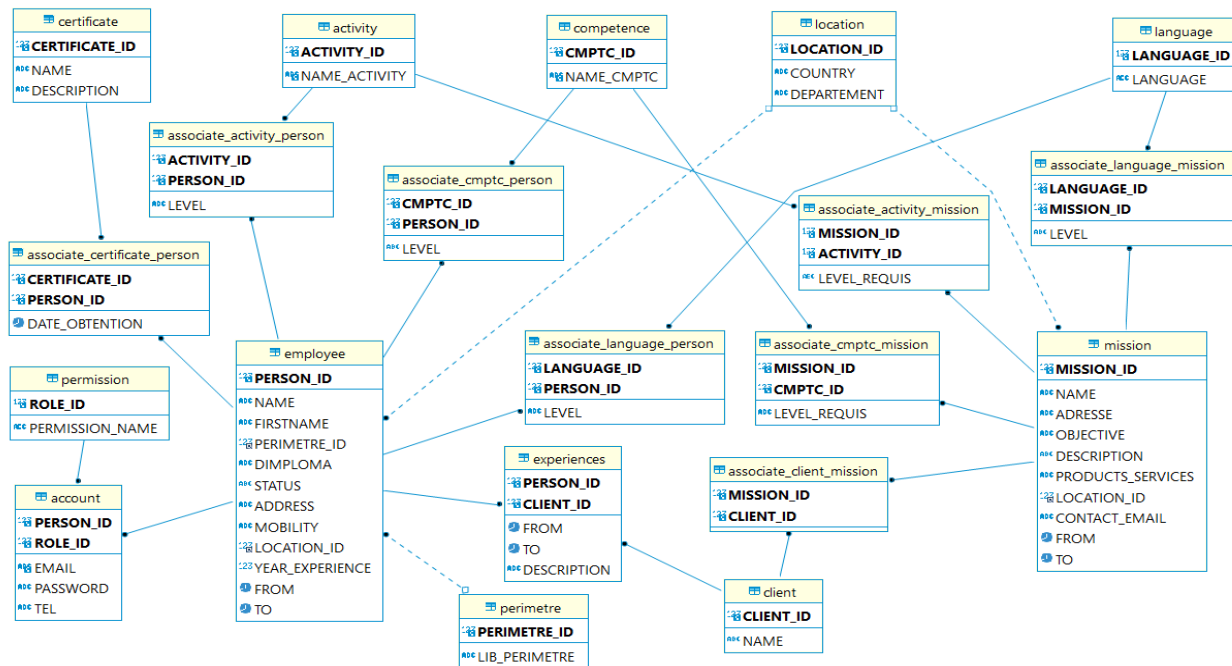 certificate
CERTIFICATE_ID
NAME
DESCRIPTION
activity
ACTIVITY_ID
NAME_ACTIVITY
competence
CMPTC_ID
NAME_CMPTC
location
LOCATION_ID
COUNTRY
DEPARTEMENT
language
LANGUAGE_ID
LANGUAGE
associate_activity_person
ACTIVITY_ID
PERSON_ID
LEVEL
associate_cmptc_person
CMPTC_ID
PERSON_ID
LEVEL
associate_activity_mission
MISSION_ID
ACTIVITY_ID
LEVEL_REQUIS
associate_language_mission
LANGUAGE_ID
MISSION_ID
LEVEL
associate_certificate_person
CERTIFICATE_ID
PERSON_ID
DATE_OBTENTION
permission
ROLE_ID
PERMISSION_NAME
account
PERSON_ID
ROLE_ID
EMAIL
PASSWORD
TEL
employee
PERSON_ID
NAME
FIRSTNAME
PERIMETRE_ID
DIMPLOMA
STATUS
ADDRESS
MOBILITY
LOCATION_ID
YEAR_EXPERIENCE
FROM
TO
associate_language_person
LANGUAGE_ID
PERSON_ID
LEVEL
associate_cmptc_mission
MISSION_ID
CMPTC_ID
LEVEL_REQUIS
mission
MISSION_ID
NAME
ADRESSE
OBJECTIVE
DESCRIPTION
PRODUCTS_SERVICES
LOCATION_ID
CONTACT_EMAIL
FROM
TO
experiences
PERSON_ID
CLIENT_ID
FROM
TO
DESCRIPTION
associate_client_mission
MISSION_ID
CLIENT_ID
perimetre
PERIMETRE_ID
LIB_PERIMETRE
client
CLIENT_ID
NAME